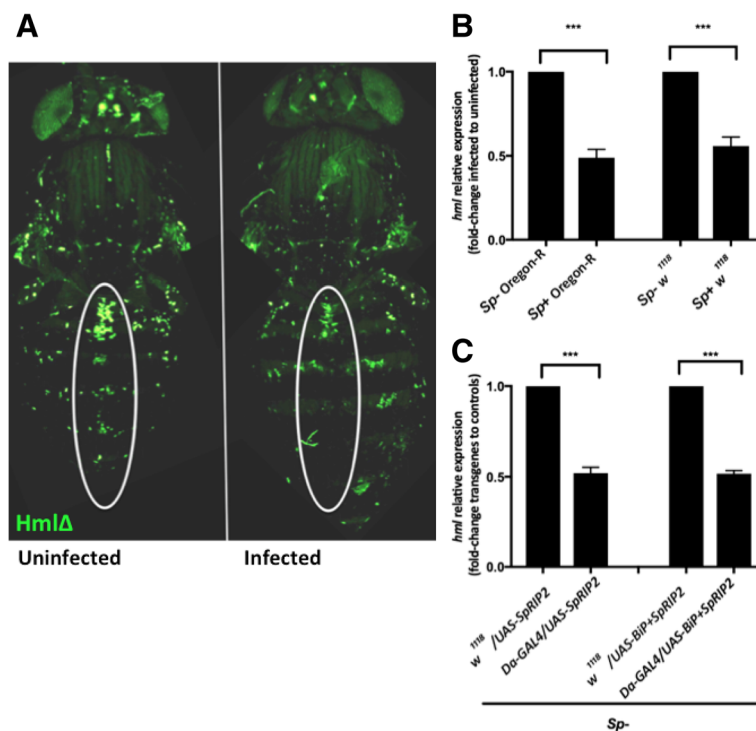 A
HmlΔ
Uninfected
Infected
B
hml relative expression
(fold-change infected to uninfected)
1.0
0.5
0.0
***
***
Sp- Oregon-R
Sp+ Oregon-R
Sp- w1118
Sp+ w1118
C
hml relative expression
(fold-change transgenes to controls)
1.0
0.5
0.0
***
***
w1118/UAS-SpRIP2
Da-GAL4/UAS-SpRIP2
w1118/UAS-BiP+SpRIP2
Da-GAL4/UAS-BiP+SpRIP2
Sp-